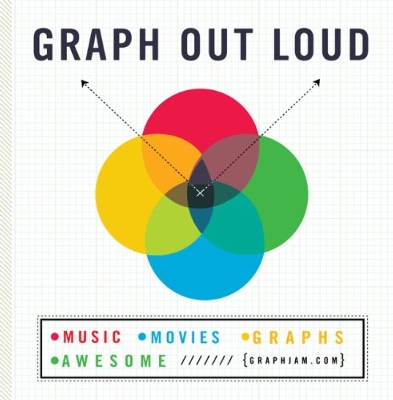 GRAPH OUT LOUD
•MUSIC •MOVIES •GRAPHS
•AWESOME /////// {GRAPHJAM.COM}